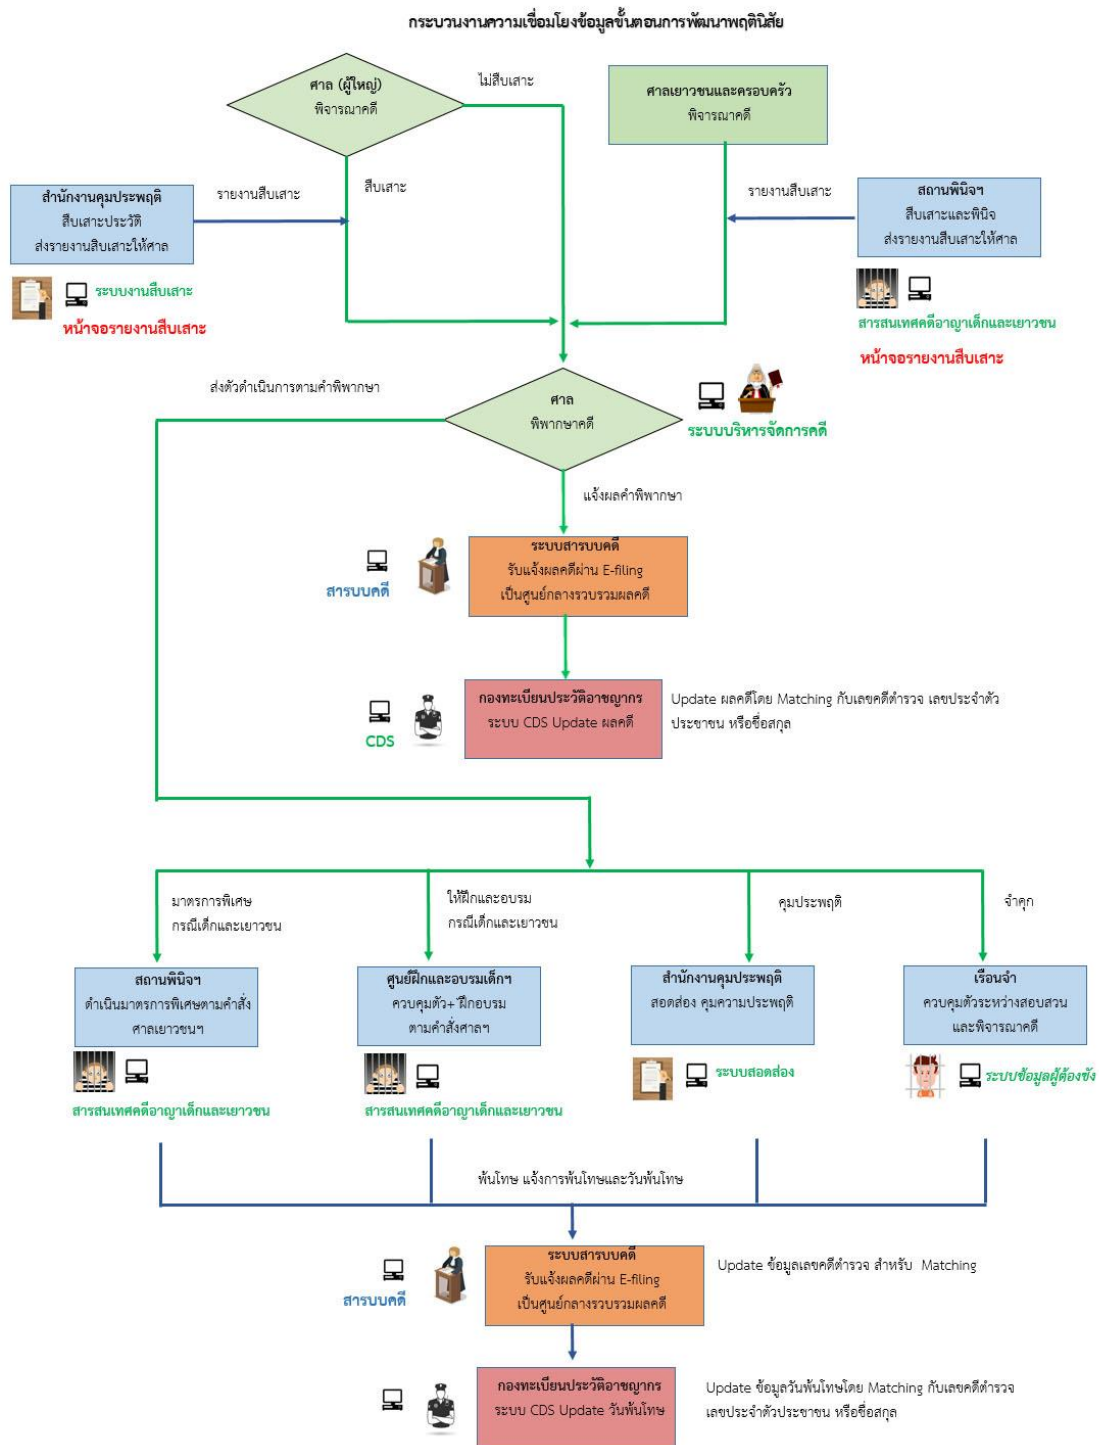 กระบวนงานความเชื่อมโยงข้อมูลขั้นตอนการพัฒนาพฤตินิสัย
ศาล (ผู้ใหญ่)
พิจารณาคดี
ไม่สืบเสาะ
ศาลเยาวชนและครอบครัว
พิจารณาคดี
สำนักงานคุมประพฤติ
สืบเสาะประวัติ
ส่งรายงานสืบเสาะให้ศาล
รายงานสืบเสาะ
สืบเสาะ
รายงานสืบเสาะ
สถานพินิจฯ
สืบเสาะและพินิจ
ส่งรายงานสืบเสาะให้ศาล
ระบบงานสืบเสาะ
หน้าจอรายงานสืบเสาะ
สารสนเทศคดีอาญาเด็กและเยาวชน
หน้าจอรายงานสืบเสาะ
ส่งตัวดำเนินการตามคำพิพากษา
ศาล
พิพากษาคดี
ระบบบริหารจัดการคดี
แจ้งผลคำพิพากษา
สารบบคดี
ระบบสารบบคดี
รับแจ้งผลคดีผ่าน E-filing
เป็นศูนย์กลางรวบรวมผลคดี
CDS
กองทะเบียนประวัติอาชญากร
ระบบ CDS Update ผลคดี
Update ผลคดีโดย Matching กับเลขคดีตำรวจ เลขประจำตัว
ประชาชน หรือชื่อสกุล
มาตรการพิเศษ
กรณีเด็กและเยาวชน
ให้ฝึกและอบรม
กรณีเด็กและเยาวชน
คุมประพฤติ
จำคุก
สถานพินิจฯ
ดำเนินมาตรการพิเศษตามคำสั่ง
ศาลเยาวชนฯ
สารสนเทศคดีอาญาเด็กและเยาวชน
ศูนย์ฝึกและอบรมเด็กฯ
ควบคุมตัว+ ฝึกอบรม
ตามคำสั่งศาลฯ
สารสนเทศคดีอาญาเด็กและเยาวชน
สำนักงานคุมประพฤติ
สอดส่อง คุมความประพฤติ
ระบบสอดส่อง
เรือนจำ
ควบคุมตัวระหว่างสอบสวน
และพิจารณาคดี
ระบบข้อมูลผู้ต้องขัง
พ้นโทษ แจ้งการพ้นโทษและวันพ้นโทษ
สารบบคดี
ระบบสารบบคดี
รับแจ้งผลคดีผ่าน E-filing
เป็นศูนย์กลางรวบรวมผลคดี
Update ข้อมูลเลขคดีตำรวจ สำหรับ Matching
กองทะเบียนประวัติอาชญากร
ระบบ CDS Update วันพ้นโทษ
Update ข้อมูลวันพ้นโทษโดย Matching กับเลขคดีตำรวจ
เลขประจำตัวประชาชน หรือชื่อสกุล